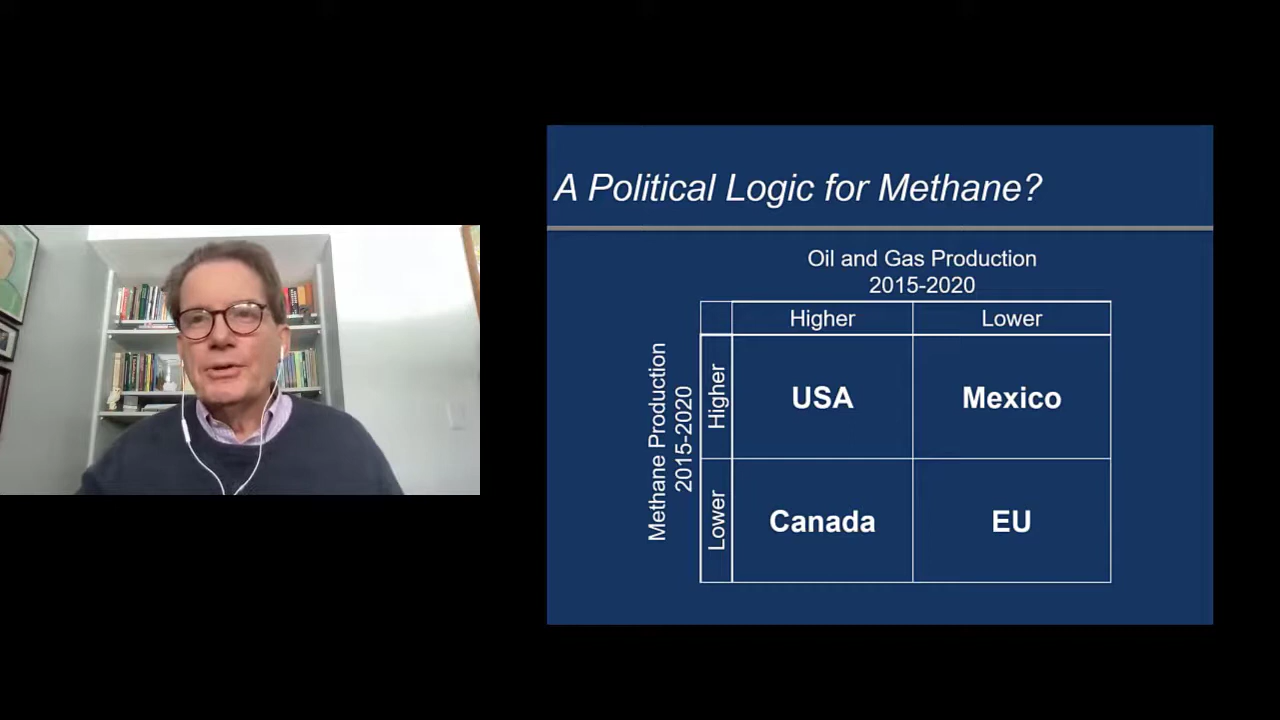 A Political Logic for Methane?
Oil and Gas Production
2015-2020
Higher
Lower
Methane Production
2015-2020
Higher
USA
Mexico
Lower
Canada
EU